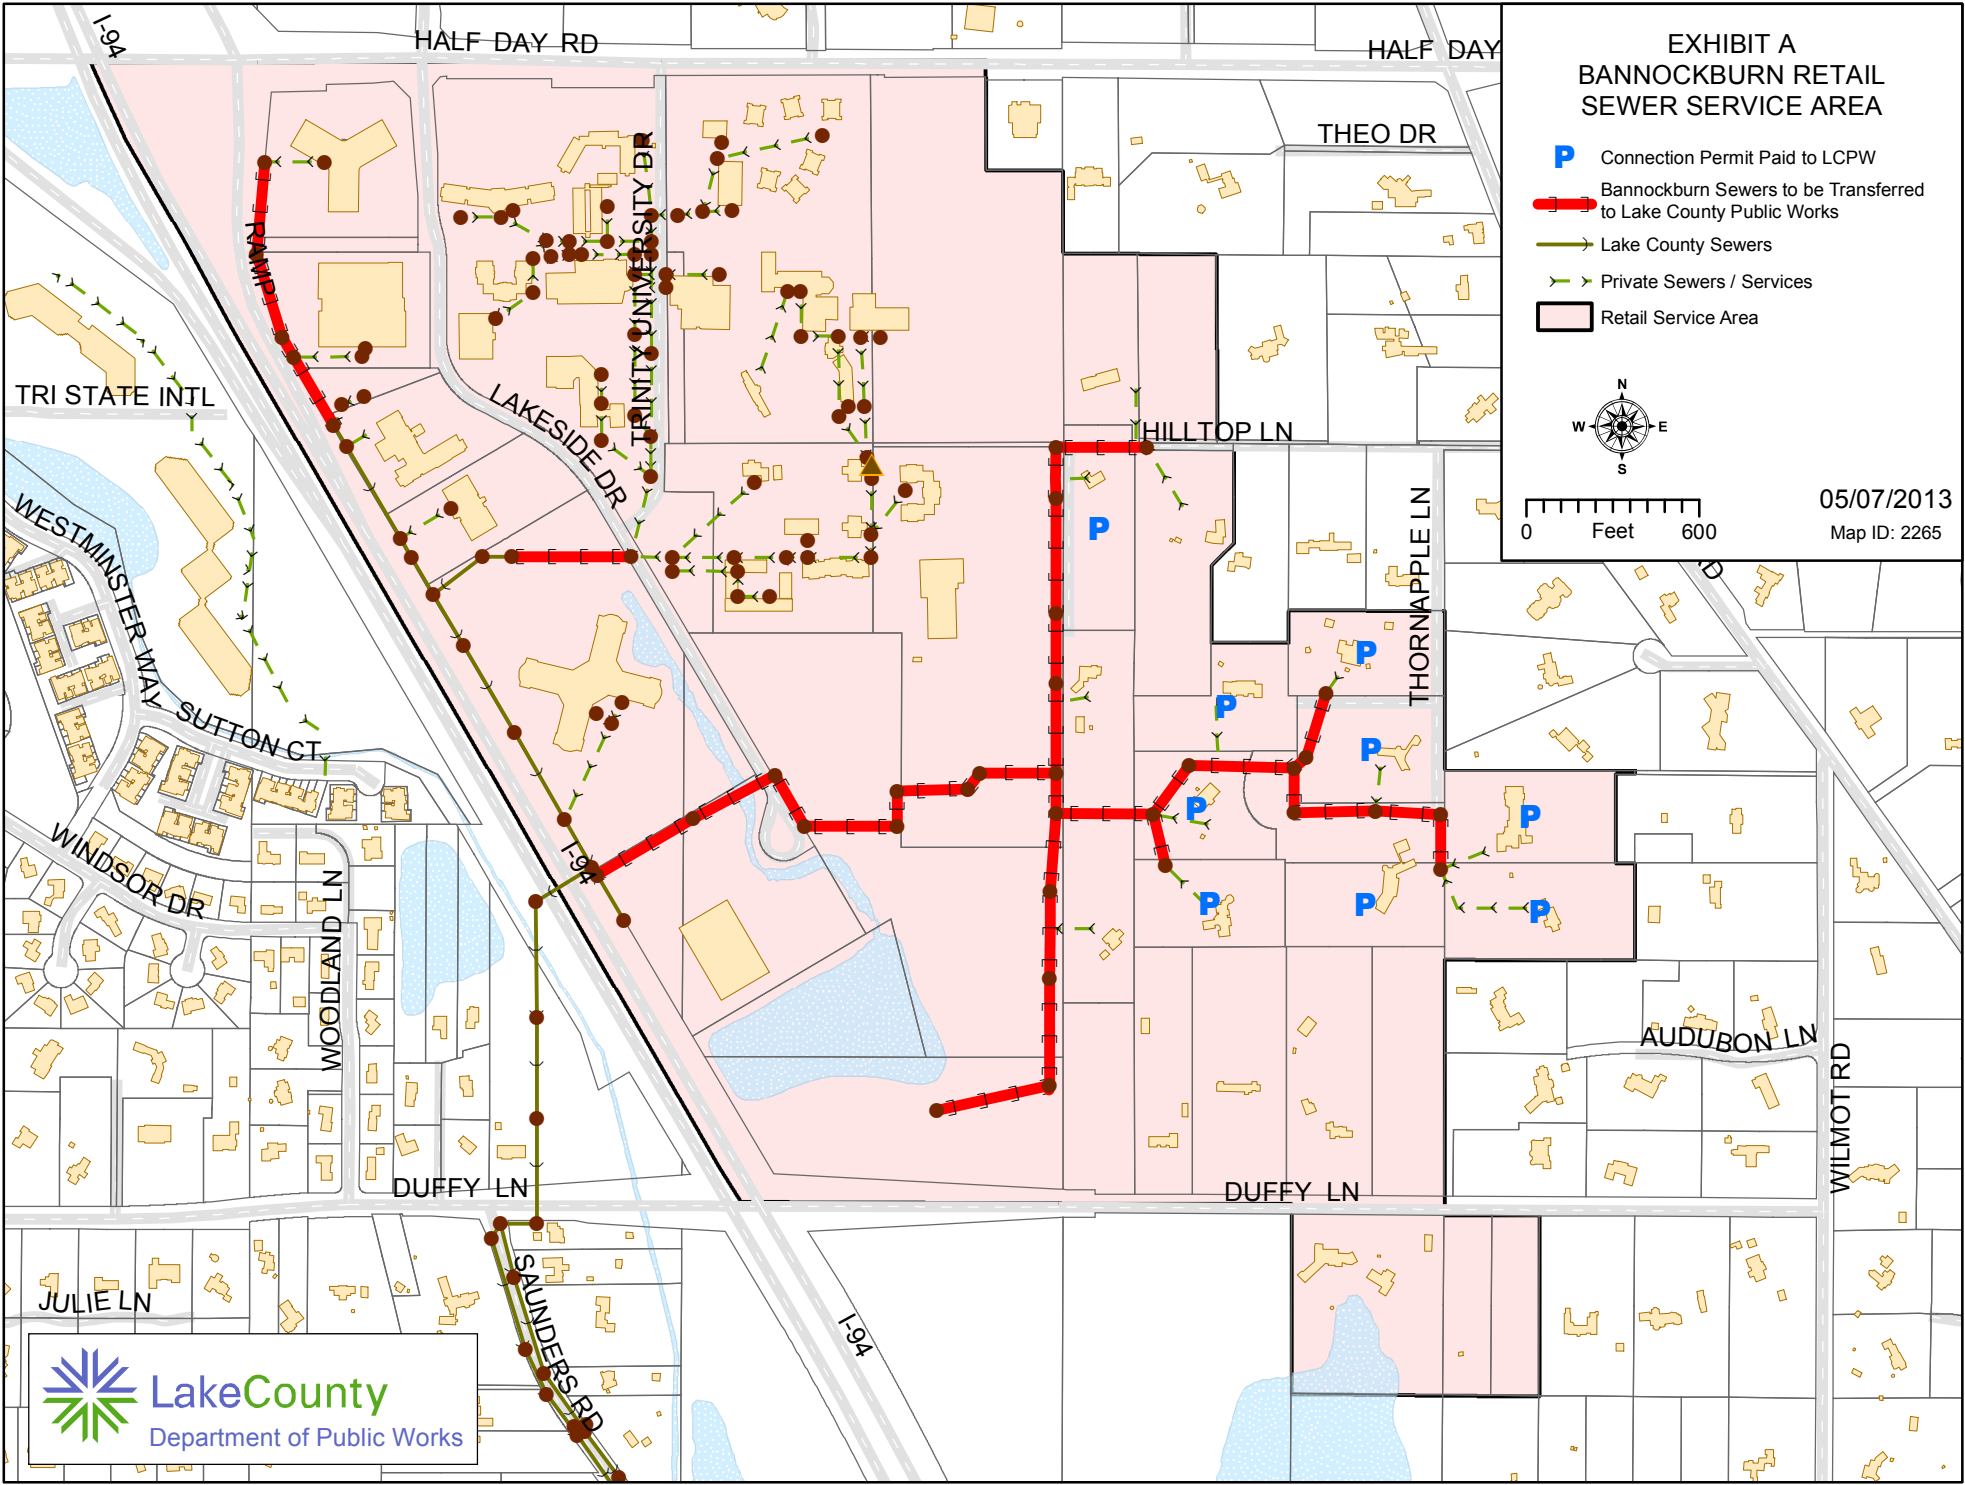 I-94
HALF DAY RD
HALF DAY
EXHIBIT A
BANNOCKBURN RETAIL
SEWER SERVICE AREA
P Connection Permit Paid to LCPW
Bannockburn Sewers to be Transferred
to Lake County Public Works
Lake County Sewers
Private Sewers / Services
Retail Service Area
N
W E
S
0 Feet 600
05/07/2013
Map ID: 2265
THEO DR
TRINITY UNIVERSITY DR
RAMP
TRI STATE INTL
LAKESIDE DR
HILLTOP LN
THORNAPPLE LN
RD
WESTMINSTER WAY
P
P
P
P
SUTTON CT
P
P
WINDSOR DR
I-94
WOODLAND LN
P
P
P
AUDUBON LN
WILMOT RD
DUFFY LN
DUFFY LN
SAUNDERS RD
JULIE LN
I-94
LakeCounty
Department of Public Works